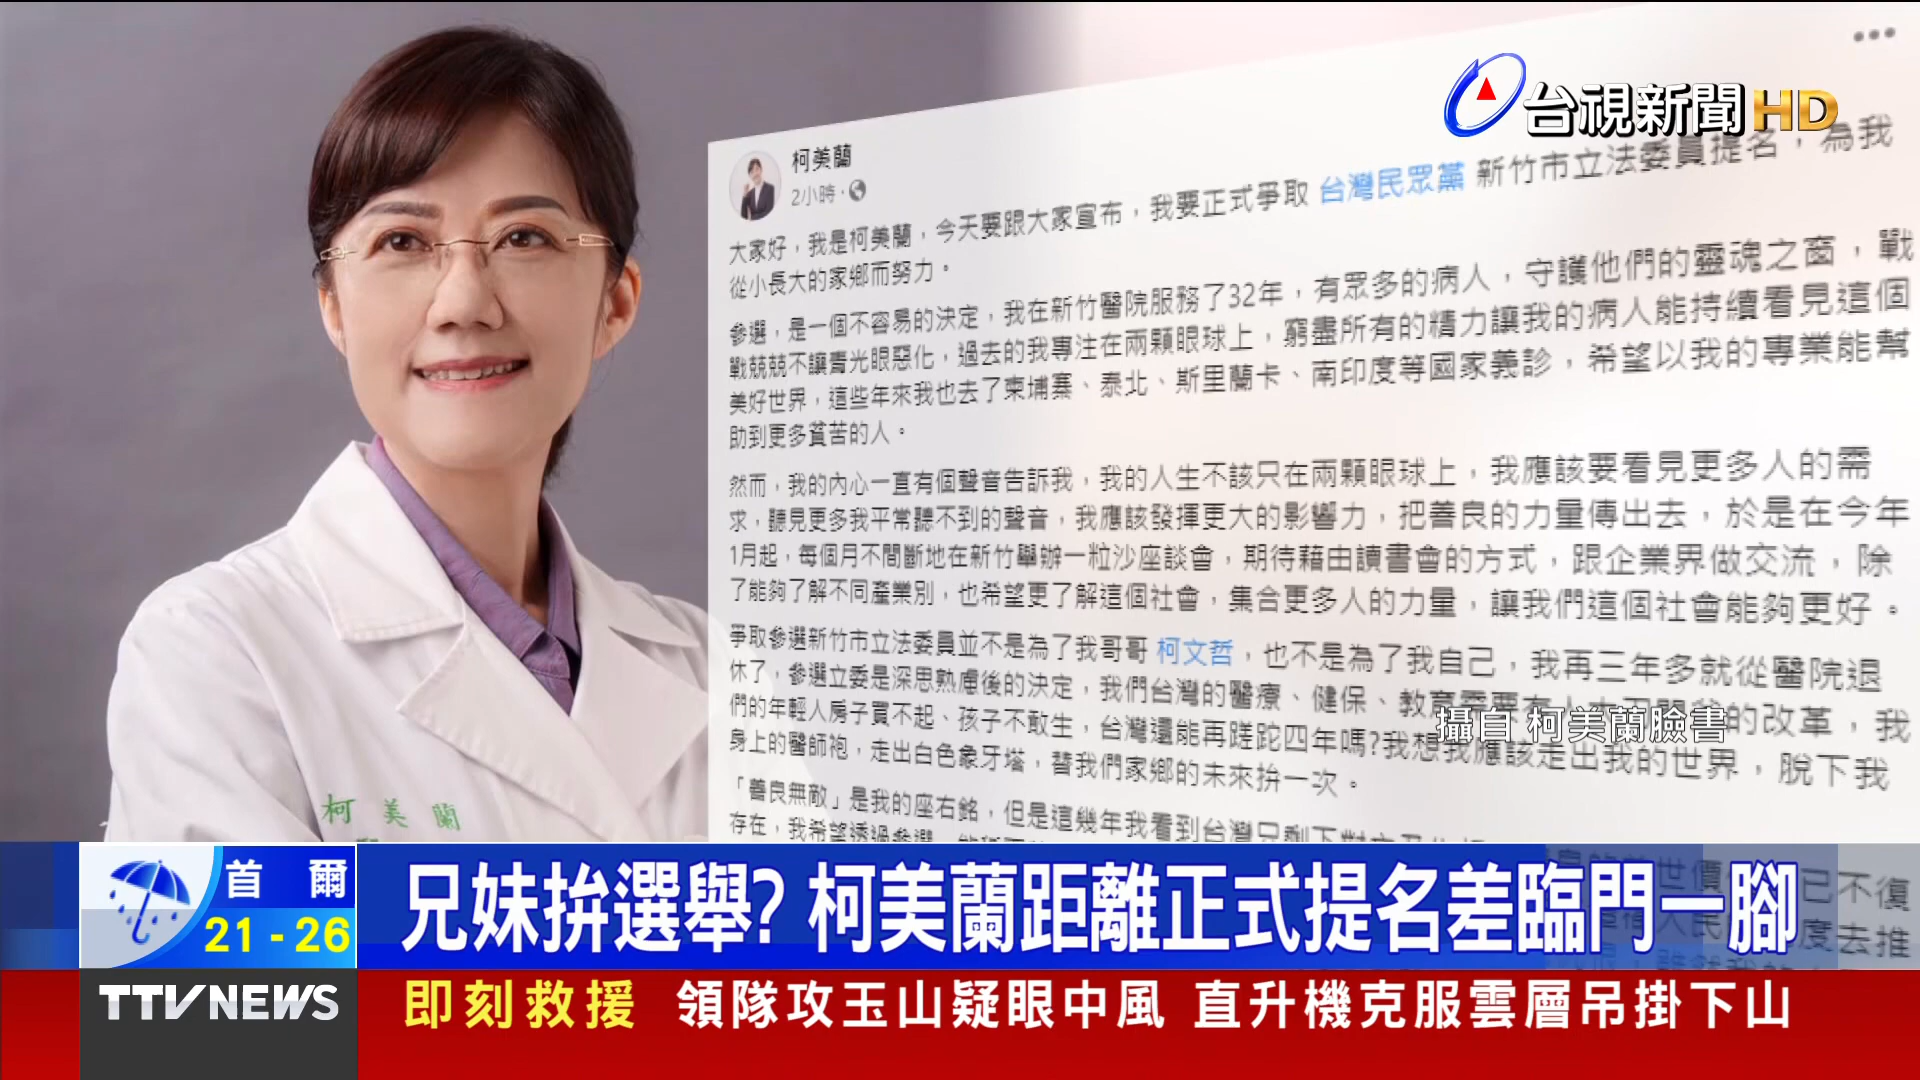 台視新聞HD
柯美蘭
2小時·
大家好，我是柯美蘭，今天要跟大家宣布，我要正式爭取 台灣民眾黨 新竹市立法委員提名，為我
從小長大的家鄉而努力。
參選，是一個不容易的決定，我在新竹醫院服務了32年，有眾多的病人，守護他們的靈魂之窗，戰
戰兢兢不讓青光眼惡化，過去的我專注在兩顆眼球上，窮盡所有的精力讓我的病人能持續看見這個
美好世界，這些年來我也去了柬埔寨、泰北、斯里蘭卡、南印度等國家義診，希望以我的專業能幫
助到更多貧苦的人。
然而，我的內心一直有個聲音告訴我，我的人生不該只在兩顆眼球上，我應該要看見更多人的需
求，聽見更多我平常聽不到的聲音，我應該發揮更大的影響力，把善良的力量傳出去，於是在今年
1月起，每個月不間斷地在新竹舉辦一粒沙座談會，期待藉由讀書會的方式，跟企業界做交流，除
了能夠了解不同產業別，也希望更了解這個社會，集合更多人的力量，讓我們這個社會能夠更好。
爭取參選新竹市立法委員並不是為了我哥哥 柯文哲，也不是為了我自己，我再三年多就從醫院退
休了，參選立委是深思熟慮後的決定，我們台灣的醫療、健保、教育需要有的改革，我
們的年輕人房子買不起、孩子不敢生，台灣還能再蹉跎四年嗎?我想我應該走出我的世界，脫下我
身上的醫師袍，走出白色象牙塔，替我們家鄉的未來拚一次。
「善良無敵」是我的座右銘，但是這幾年我看到台灣只剩下
存在，我希望透過參選
攝自 柯美蘭臉書
柯美蘭
首爾
21 - 26
兄妹拚選舉? 柯美蘭距離正式提名差臨門一腳
已不復
度去推
TTV NEWS
即刻救援 領隊攻玉山疑眼中風 直升機克服雲層吊掛下山